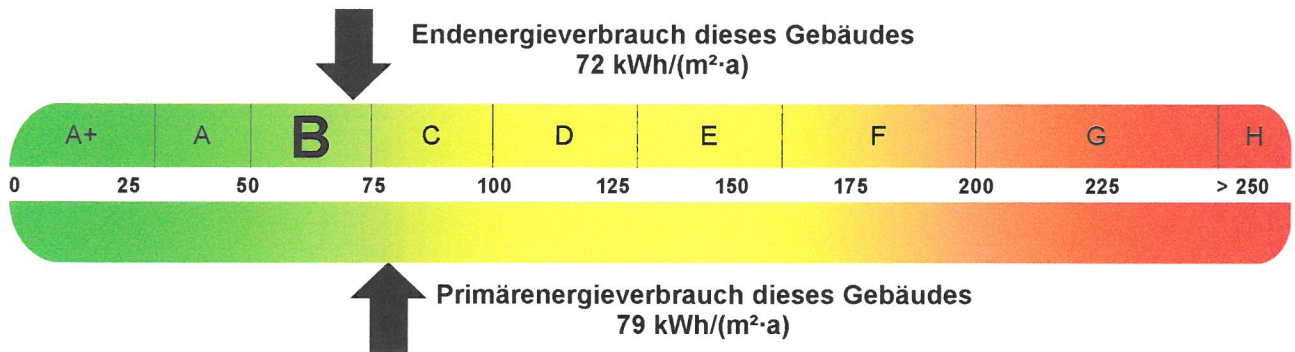 Endenergieverbrauch dieses Gebäudes
72 kWh/(m²·a)
A+ A B C D E F G H
0 25 50 75 100 125 150 175 200 225 > 250
Primärenergieverbrauch dieses Gebäudes
79 kWh/(m²·a)